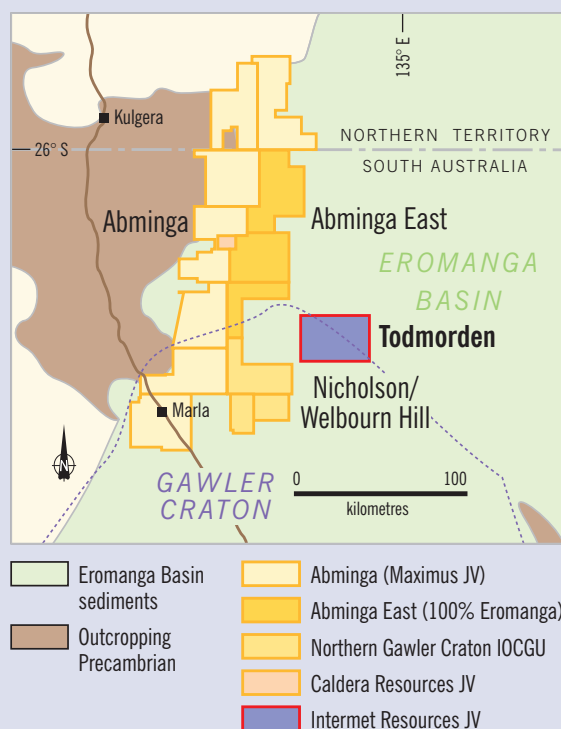 135° E
Kulgera
NORTHERN TERRITORY
26° S
SOUTH AUSTRALIA
Abminga
Abminga East
EROMANGA
BASIN
Todmorden
Nicholson/
Welbourn Hill
Marla
N
GAWLER
CRATON
0 100
kilometres
Eromanga Basin
sediments
Outcropping
Precambrian
Abminga (Maximus JV)
Abminga East (100% Eromanga)
Northern Gawler Craton IOCGU
Caldera Resources JV
Internet Resources JV